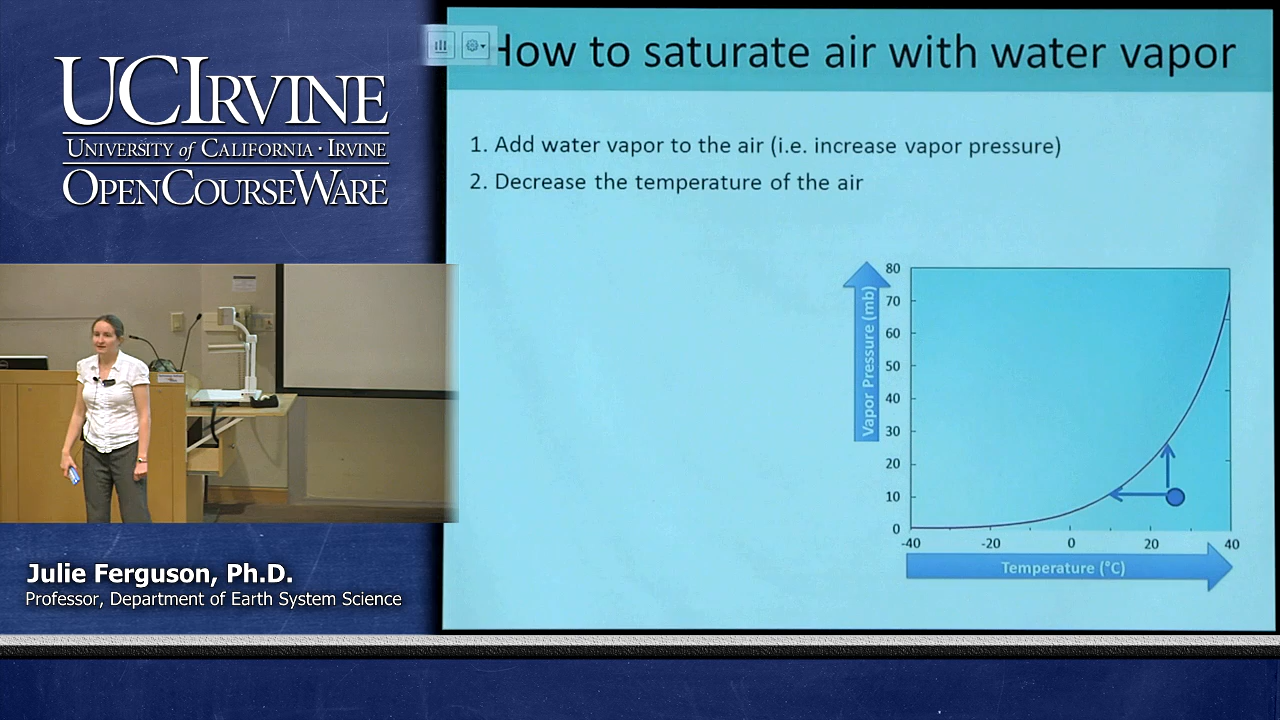 UCIRVINE
UNIVERSITY of CALIFORNIA · IRVINE
OPENCOURSEWARE
How to saturate air with water vapor
1. Add water vapor to the air (i.e. increase vapor pressure)
2. Decrease the temperature of the air
Vapor Pressure (mb)
80
70
60
50
40
30
20
10
0
-40
-20
0
20
40
Temperature (°C)
Julie Ferguson, Ph.D.
Professor, Department of Earth System Science